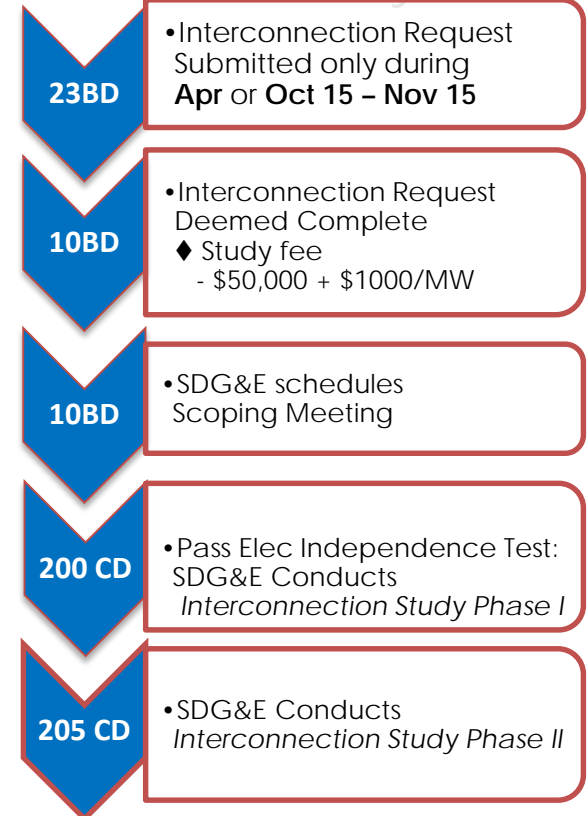 23BD
•Interconnection Request
Submitted only during
Apr or Oct 15 – Nov 15
10BD
•Interconnection Request
Deemed Complete
♦ Study fee
- $50,000 + $1000/MW
10BD
•SDG&E schedules
Scoping Meeting
200 CD
•Pass Elec Independence Test:
SDG&E Conducts
Interconnection Study Phase I
205 CD
•SDG&E Conducts
Interconnection Study Phase II